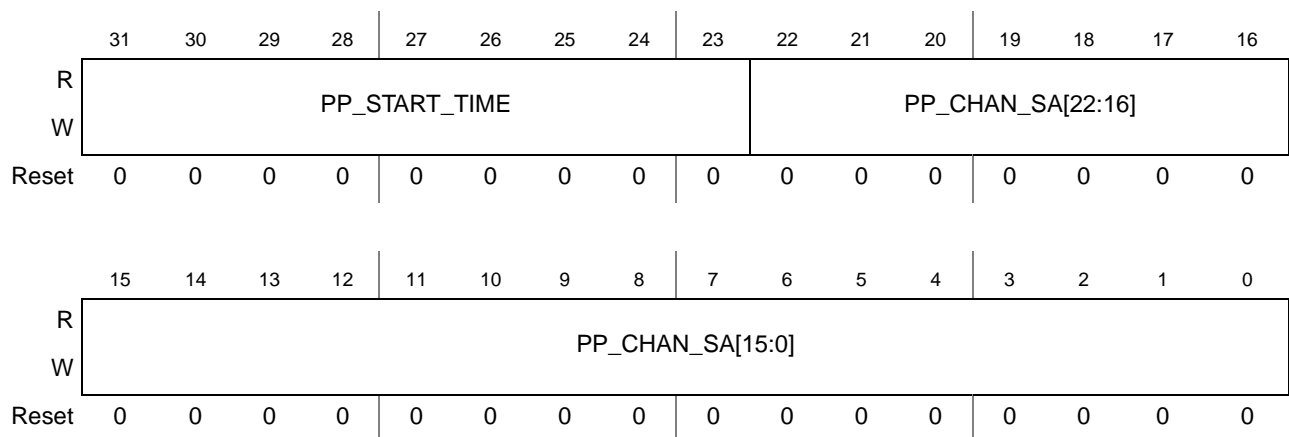 31 30 29 28 27 26 25 24 23 22 21 20 19 18 17 16
R
PP_START_TIME PP_CHAN_SA[22:16]
W
Reset 0 0 0 0 0 0 0 0 0 0 0 0 0 0 0 0
15 14 13 12 11 10 9 8 7 6 5 4 3 2 1 0
R
PP_CHAN_SA[15:0]
W
Reset 0 0 0 0 0 0 0 0 0 0 0 0 0 0 0 0